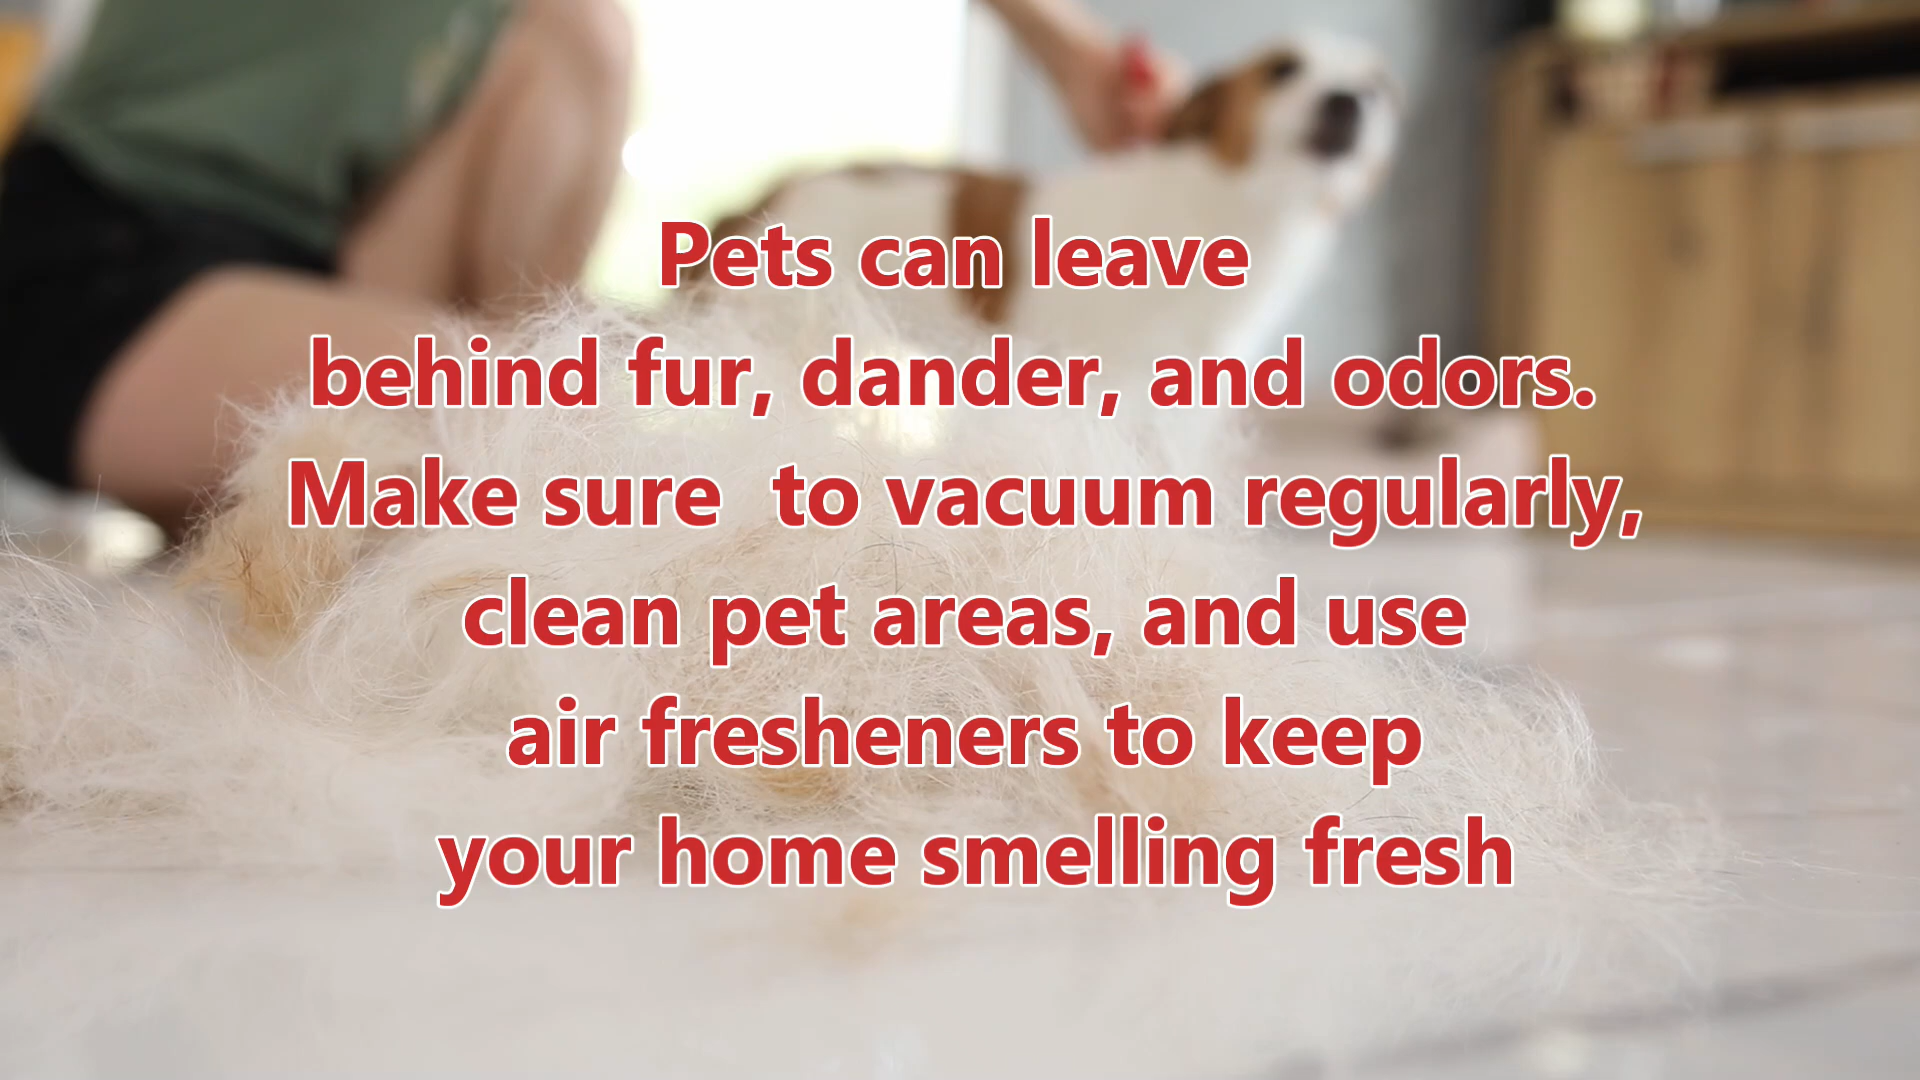 Pets can leave
behind fur, dander, and odors.
Make sure  to vacuum regularly,
clean pet areas, and use
air fresheners to keep
your home smelling fresh